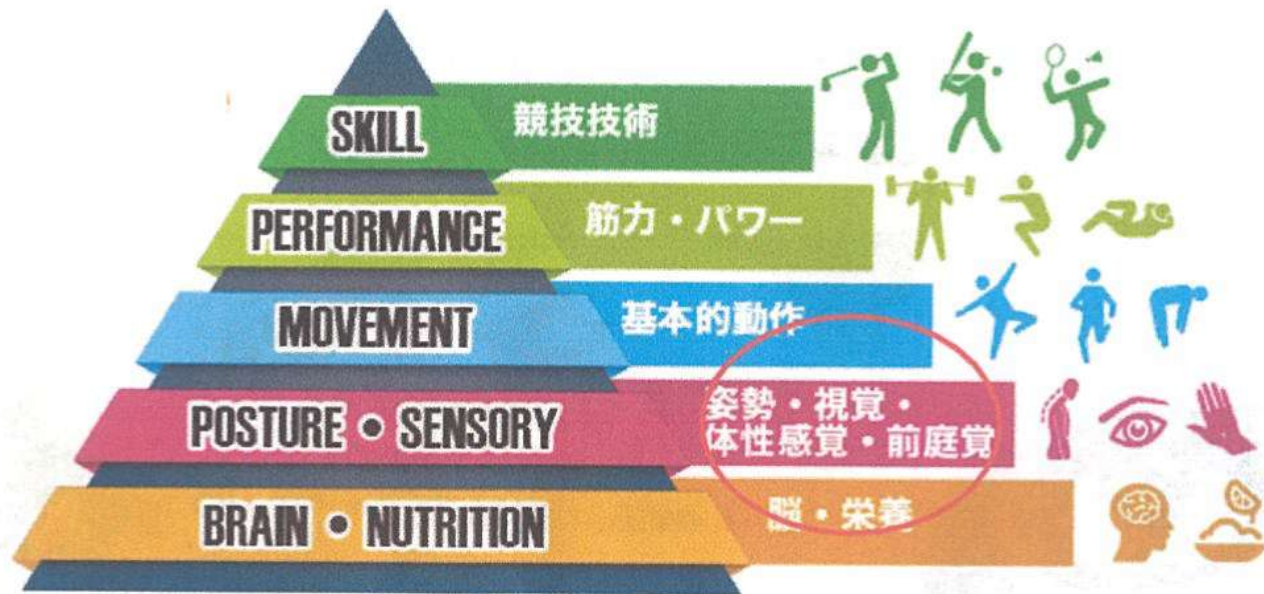 SKILL 競技技術
PERFORMANCE 筋力・パワー
MOVEMENT 基本的動作
POSTURE • SENSORY 姿勢・視覚・
体性感覚・前庭覚
BRAIN • NUTRITION 脳・栄養